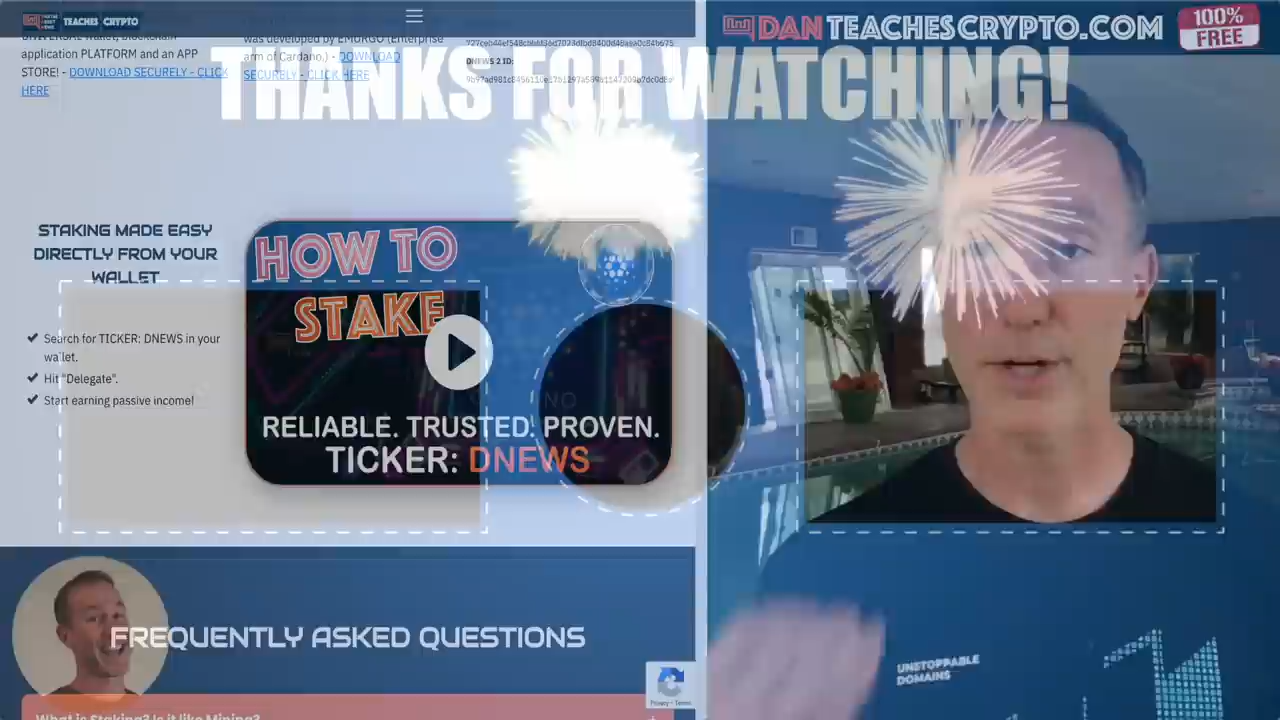 TEACHES CRYPTO
DANTEACHESCRYPTO.COM
100%
FREE
THANKS FOR WATCHING!
UNIVERSAL wallet, blockchain
application PLATFORM and an APP
STORE! - DOWNLOAD SECURELY - CLICK
HERE
was developed by EMURGO (Enterprise
arm of Cardano.) - DOWNLOAD
SECURELY - CLICK HERE
DNEWS 2 ID:
STAKING MADE EASY
DIRECTLY FROM YOUR
WALLET
Search for TICKER: DNEWS in your
wallet.
Hit "Delegate".
Start earning passive income!
HOW TO
STAKE
RELIABLE. TRUSTED. PROVEN.
TICKER: DNEWS
FREQUENTLY ASKED QUESTIONS
What is Staking? Is it like Mining?
Privacy - Terms
UNSTOPPABLE
DOMAINS